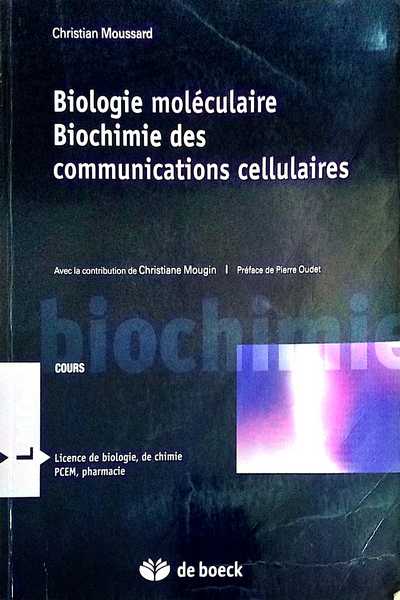 Christian Moussard
Biologie moléculaire
Biochimie des
communications cellulaires
Avec la contribution de Christiane Mougin | Préface de Pierre Oudet
biochimie
COURS
L
Licence de biologie, de chimie
PCEM, pharmacie
de boeck